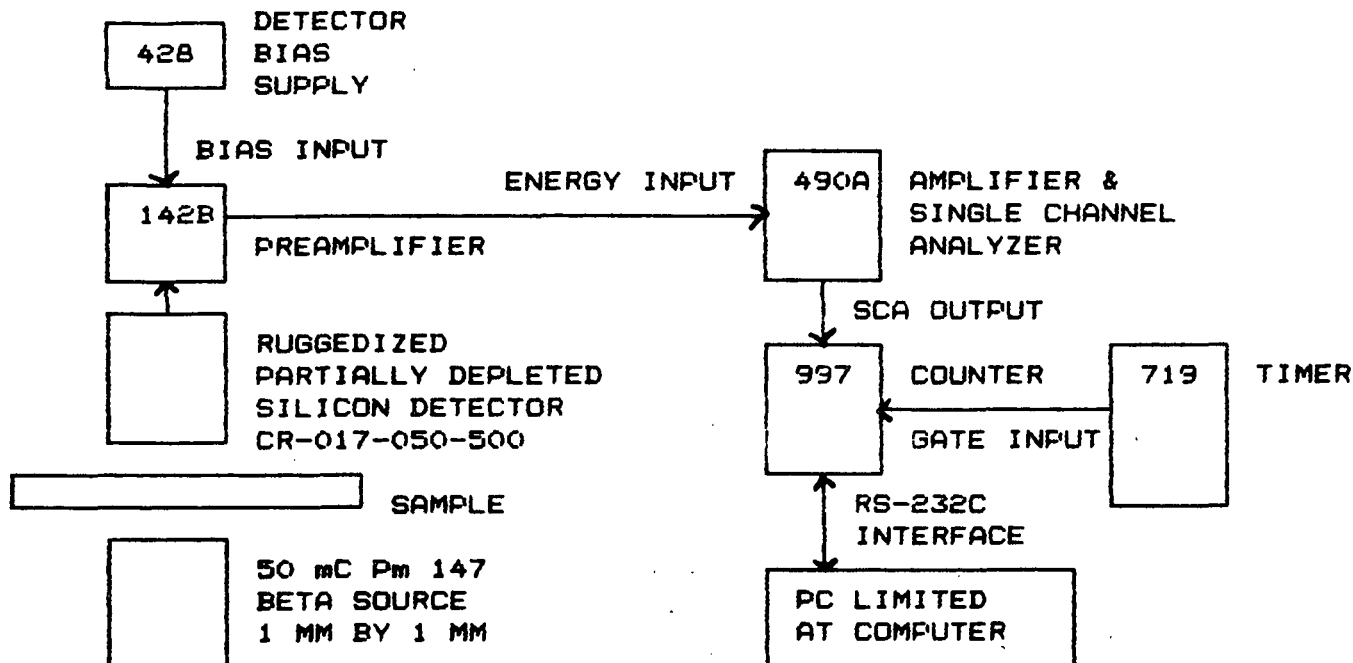 428
DETECTOR
BIAS
SUPPLY
BIAS INPUT
142B
PREAMPLIFIER
ENERGY INPUT
490A
AMPLIFIER &
SINGLE CHANNEL
ANALYZER
SCA OUTPUT
RUGGEDIZED
PARTIALLY DEPLETED
SILICON DETECTOR
CR-017-050-500
997
COUNTER
719
TIMER
GATE INPUT
SAMPLE
RS-232C
INTERFACE
50 mC Pm 147
BETA SOURCE
1 MM BY 1 MM
PC LIMITED
AT COMPUTER